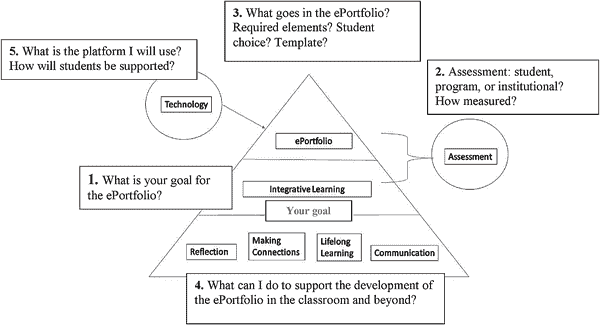 3. What goes in the ePortfolio?
Required elements? Student
choice? Template?
5. What is the platform I will use?
How will students be supported?
2. Assessment: student,
program, or institutional?
How measured?
Technology
ePortfolio
Assessment
1. What is your goal for
the ePortfolio?
Integrative Learning
Your goal
Reflection
Making
Connections
Lifelong
Learning
Communication
4. What can I do to support the development of
the ePortfolio in the classroom and beyond?